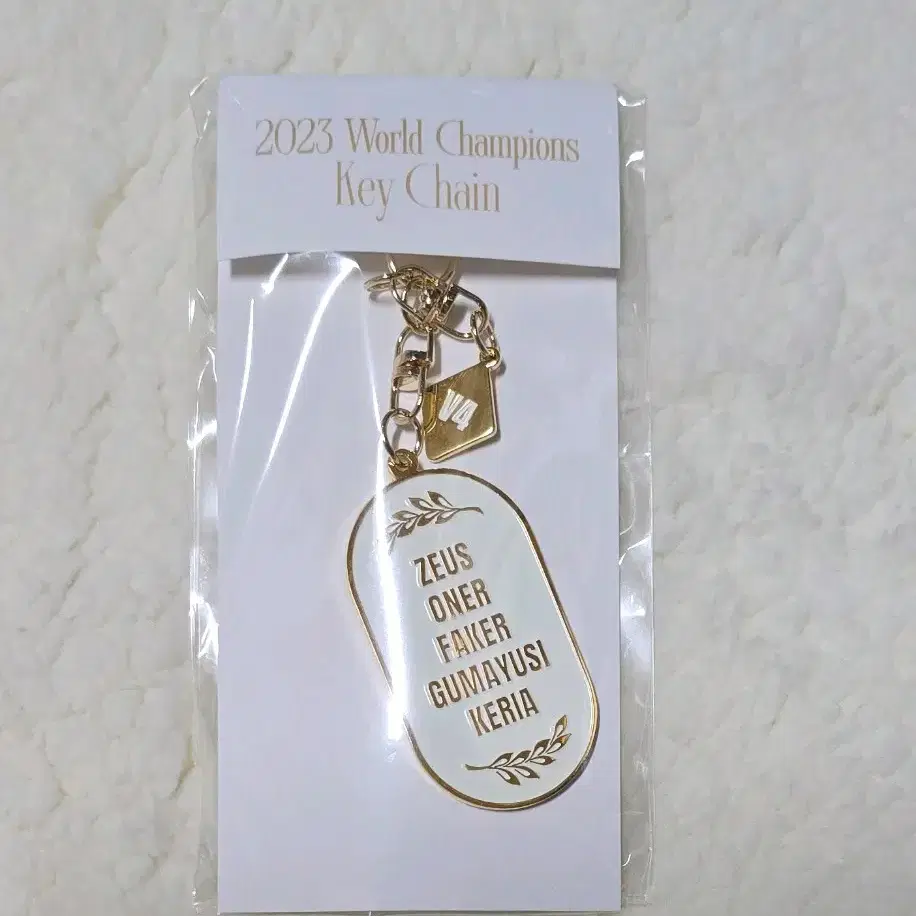 2023 World Champions
Key Chain
V4
ZEUS
ONER
FAKER
GUMAYUSI
KERIA